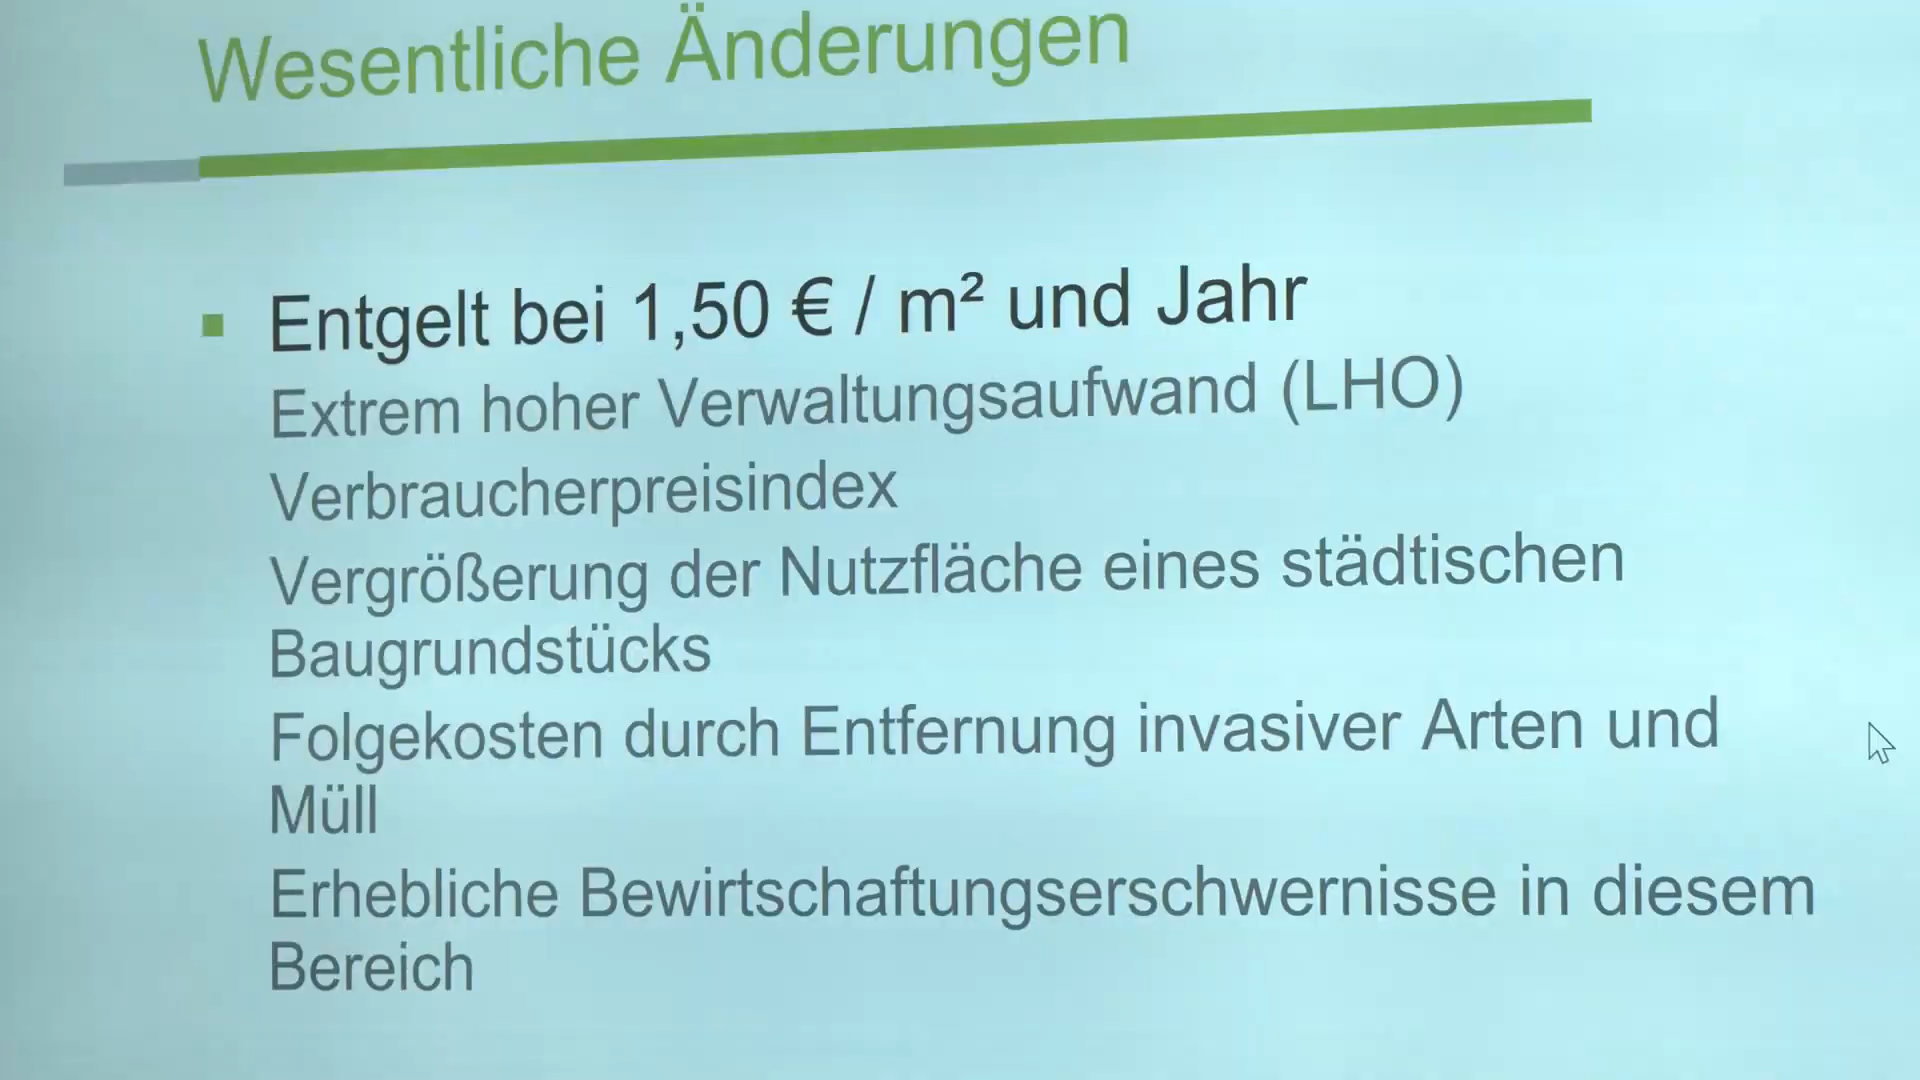 Wesentliche Änderungen
Entgelt bei 1,50 € / m² und Jahr
Extrem hoher Verwaltungsaufwand (LHO)
Verbraucherpreisindex
Vergrößerung der Nutzfläche eines städtischen
Baugrundstücks
Folgekosten durch Entfernung invasiver Arten und
Müll
Erhebliche Bewirtschaftungserschwernisse in diesem
Bereich